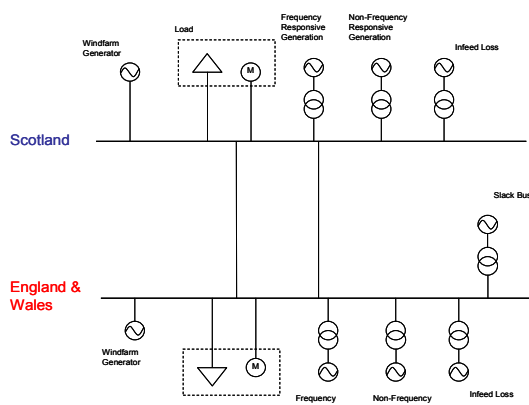 Frequency
Responsive
Generation
Non-Frequency
Responsive
Generation
Load
Windfarm
Generator
Infeed Loss
M
Scotland
Slack Bus
England &
Wales
Windfarm
Generator
M
Frequency
Non-Frequency
Infeed Loss